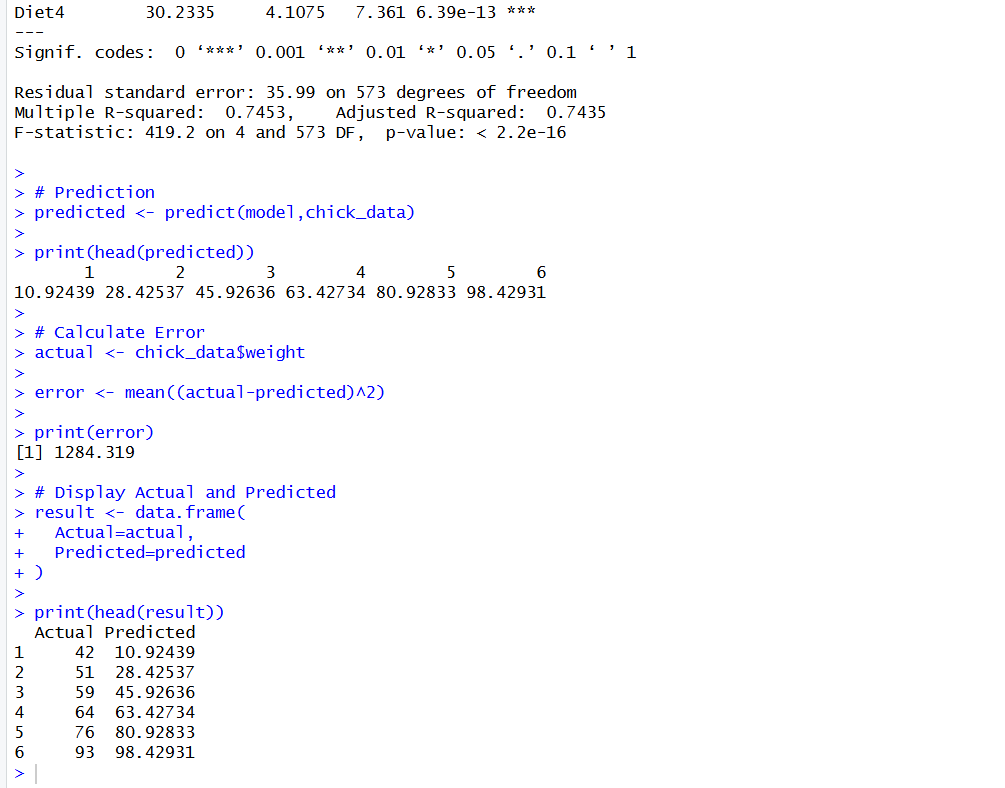 Diet4        30.2335     4.1075   7.361 6.39e-13 ***
---
Signif. codes:  0 ‘***’ 0.001 ‘**’ 0.01 ‘*’ 0.05 ‘.’ 0.1 ‘ ’ 1
Residual standard error: 35.99 on 573 degrees of freedom
Multiple R-squared:  0.7453,	Adjusted R-squared:  0.7435
F-statistic: 419.2 on 4 and 573 DF,  p-value: < 2.2e-16
>
> # Prediction
> predicted <- predict(model,chick_data)
>
> print(head(predicted))
       1        2        3        4        5        6
10.92439 28.42537 45.92636 63.42734 80.92833 98.42931
>
> # Calculate Error
> actual <- chick_data$weight
>
> error <- mean((actual-predicted)^2)
>
> print(error)
[1] 1284.319
>
> # Display Actual and Predicted
> result <- data.frame(
+   Actual=actual,
+   Predicted=predicted
+ )
>
> print(head(result))
  Actual Predicted
1     42  10.92439
2     51  28.42537
3     59  45.92636
4     64  63.42734
5     76  80.92833
6     93  98.42931
>